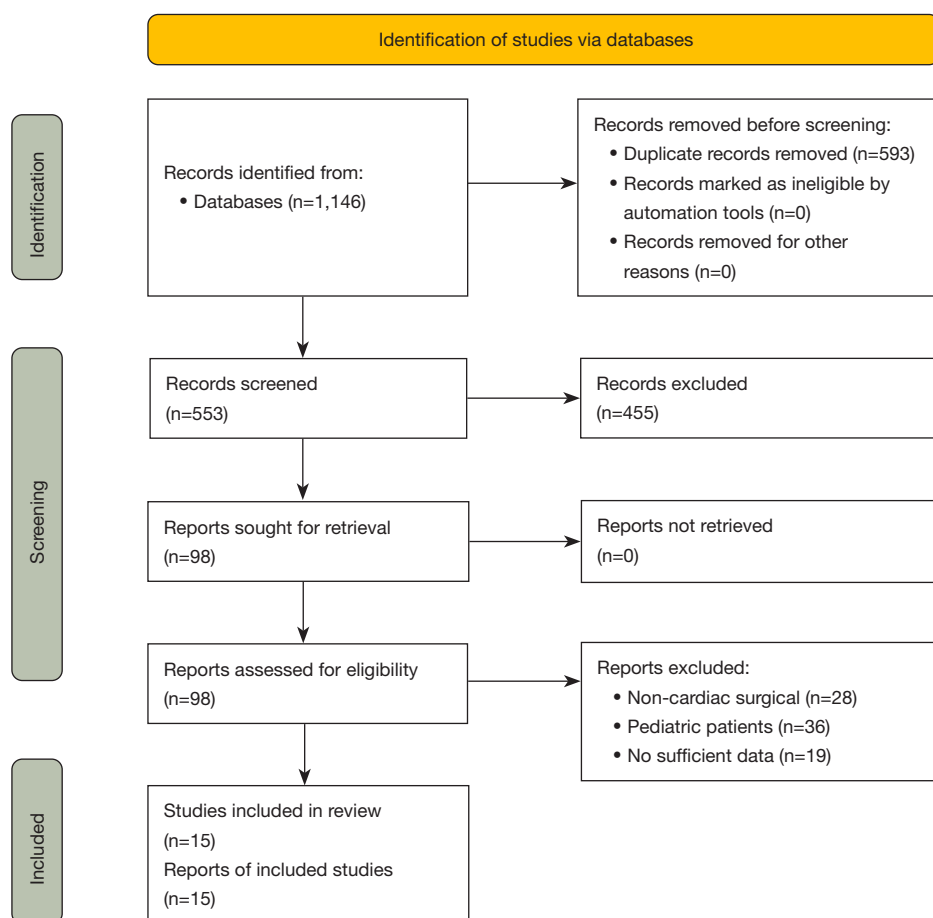 Identification of studies via databases
Identification
Records identified from:
• Databases (n=1,146)
Records removed before screening:
• Duplicate records removed (n=593)
• Records marked as ineligible by
automation tools (n=0)
• Records removed for other
reasons (n=0)
Screening
Records screened
(n=553)
Records excluded
(n=455)
Reports sought for retrieval
(n=98)
Reports not retrieved
(n=0)
Reports assessed for eligibility
(n=98)
Reports excluded:
• Non-cardiac surgical (n=28)
• Pediatric patients (n=36)
• No sufficient data (n=19)
Included
Studies included in review
(n=15)
Reports of included studies
(n=15)